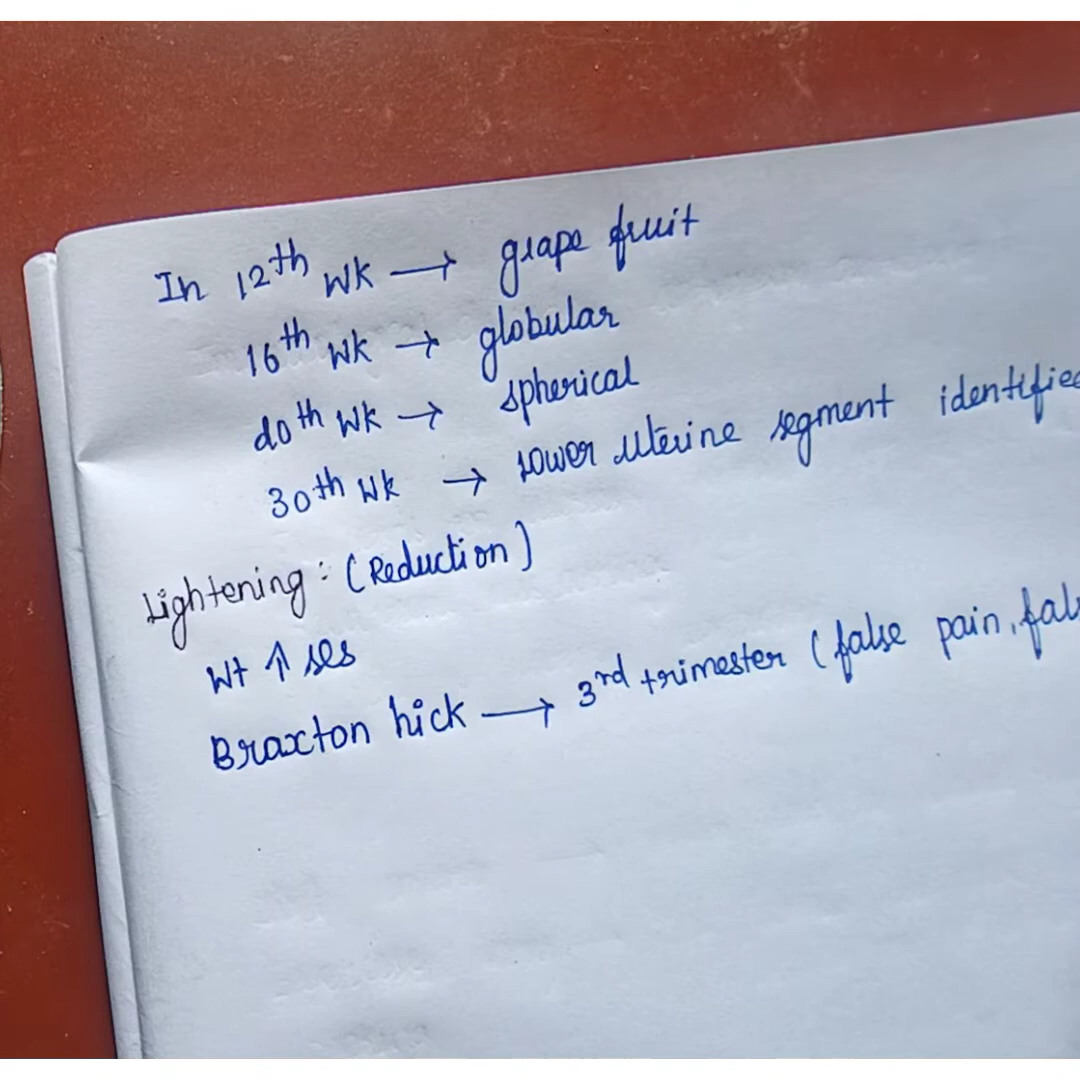 In 12th wk → grape fruit
16th wk → globular
20th wk → spherical
30th wk → Lower uterine segment identified
Lightening : (Reduction)
Wt ↑ ses
Braxton hick → 3rd trimester (false pain,